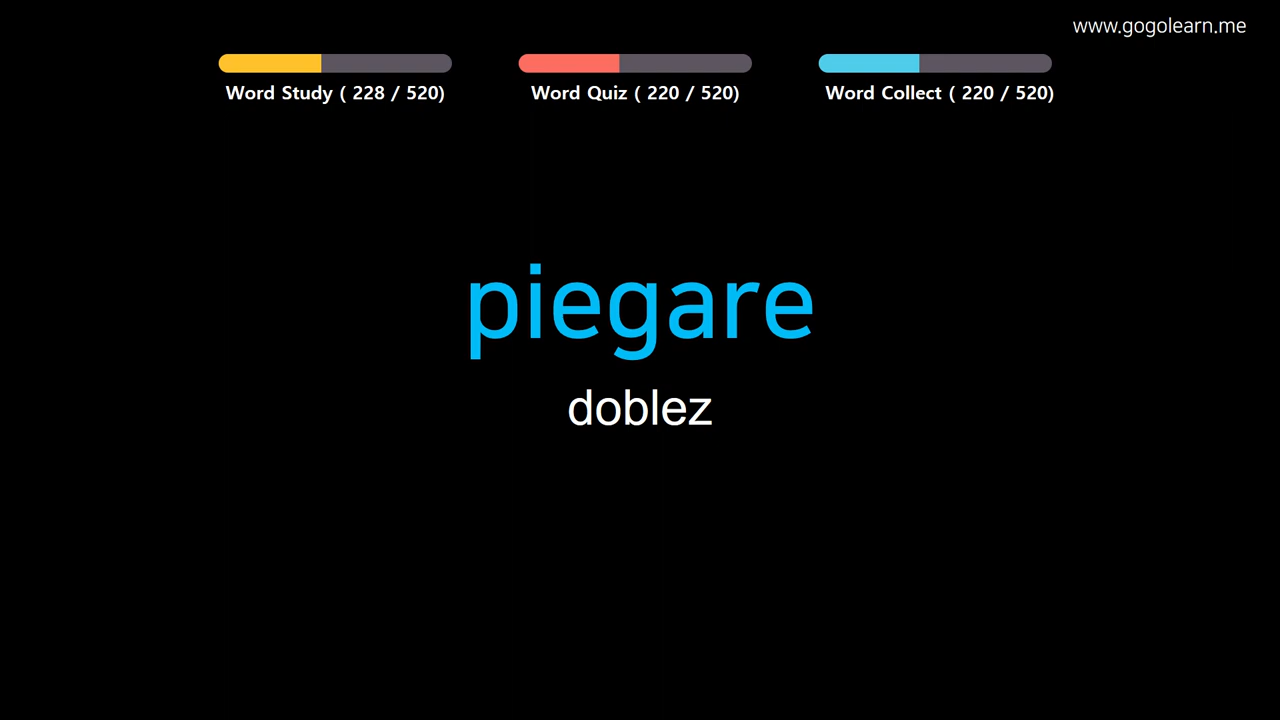 www.gogolearn.me
Word Study ( 228 / 520)
Word Quiz ( 220 / 520)
Word Collect ( 220 / 520)
piegare
doblez